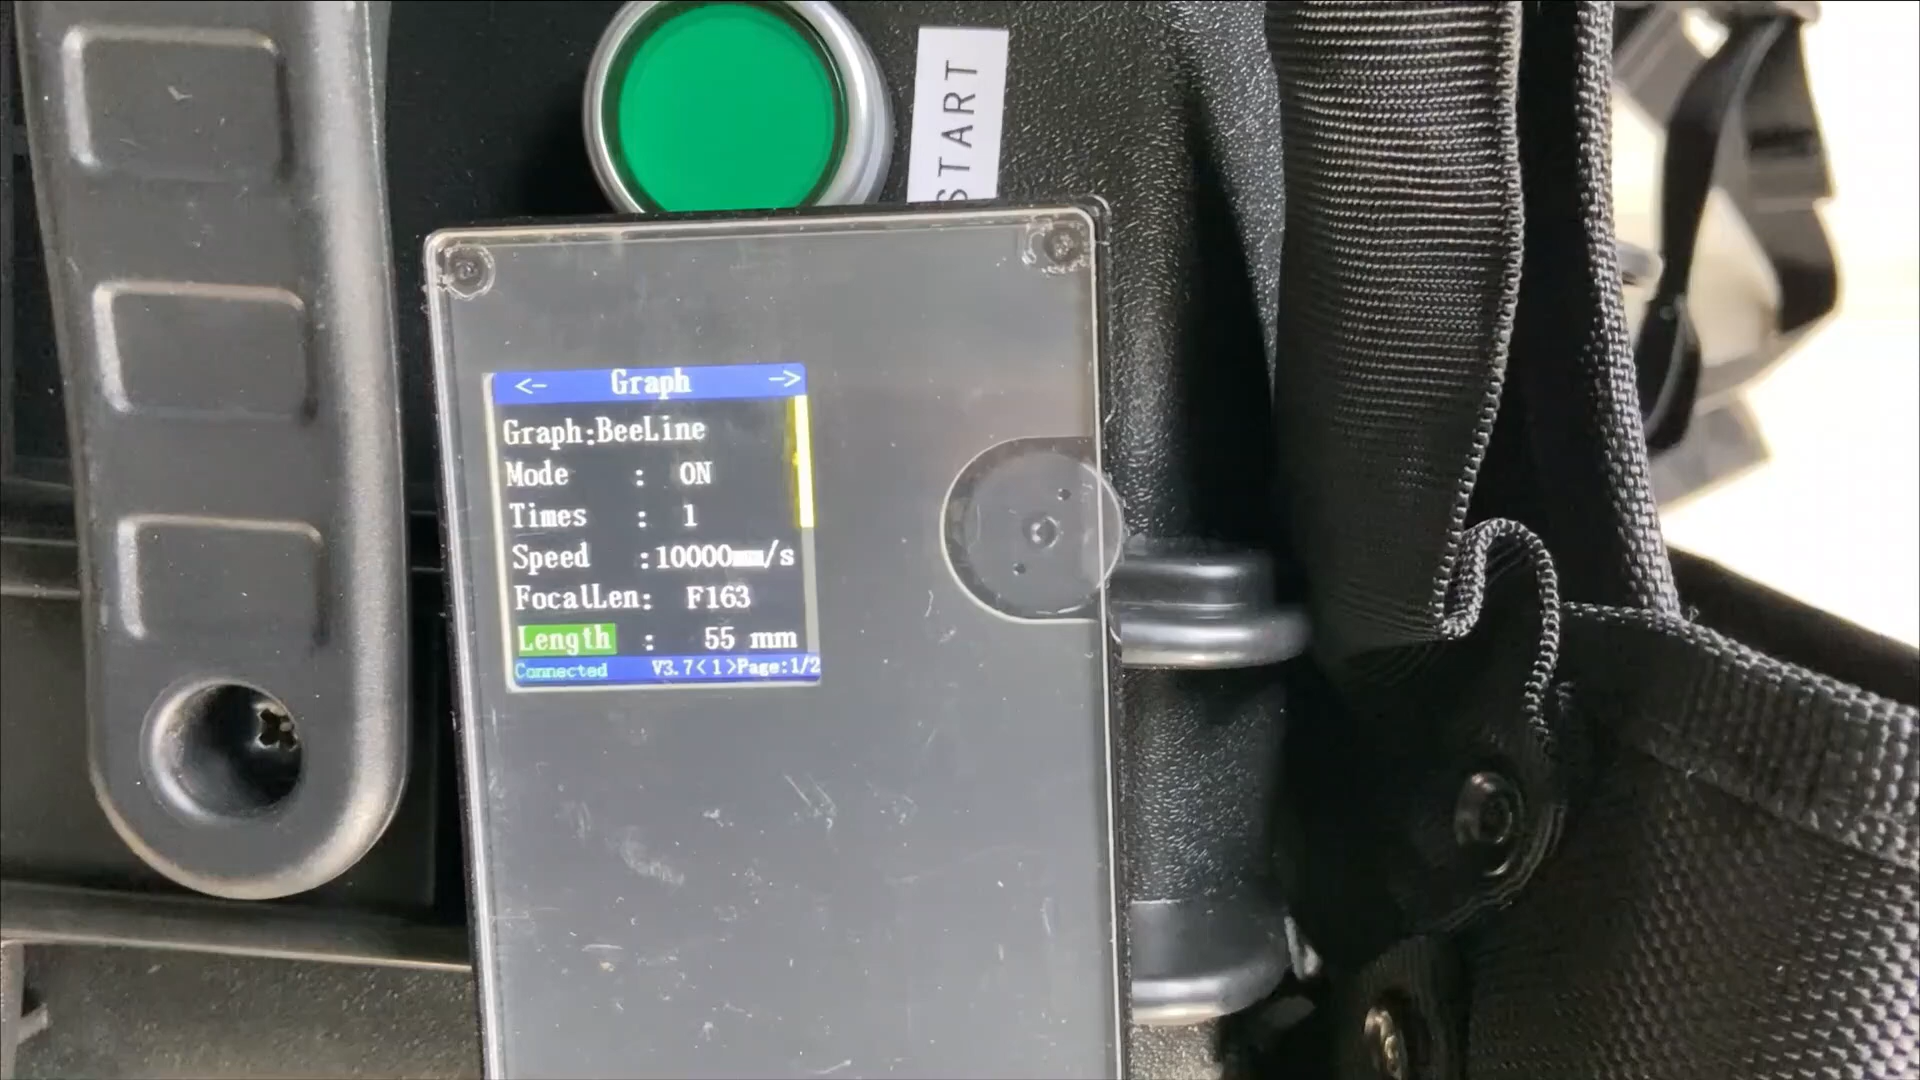 START
<- Graph ->
Graph:BeeLine
Mode : ON
Times : 1
Speed :10000mm/s
FocalLen: F163
Length : 55 mm
Connected V3.7<1>Page:1/2